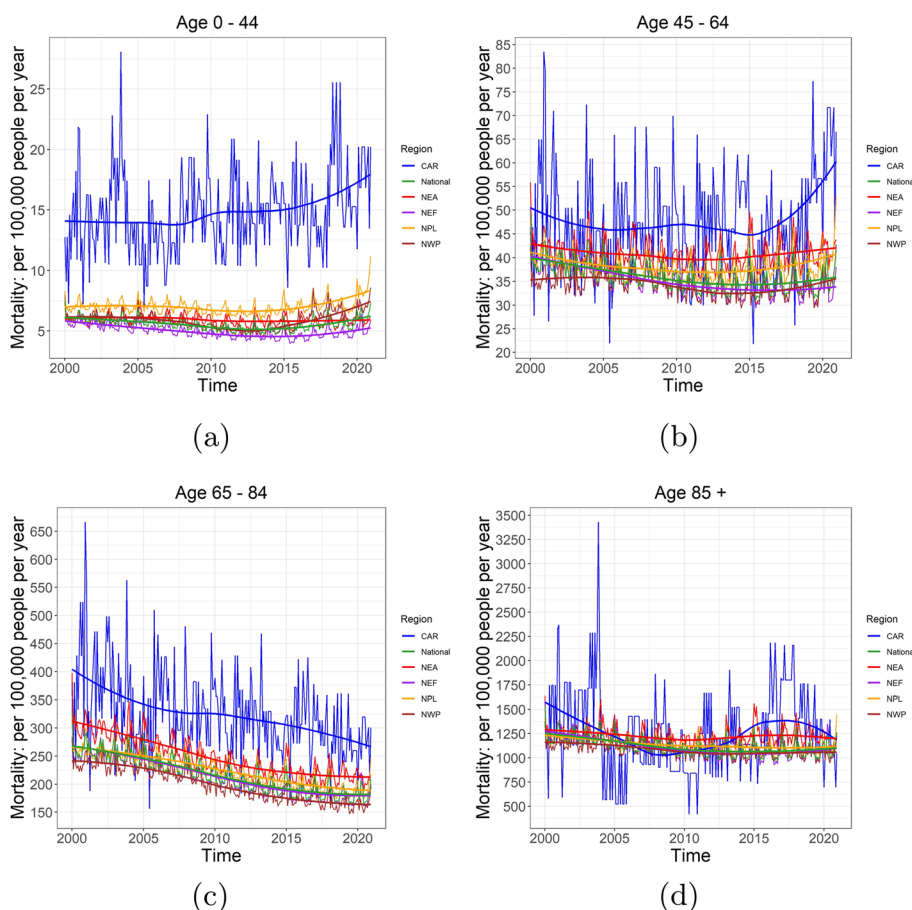 Age 0 - 44
Mortality: per 100,000 people per year
25
20
15
10
5
2000
2005
2010
2015
2020
Time
Region
CAR
National
NEA
NEF
NPL
NWP
(a)
Age 45 - 64
Mortality: per 100,000 people per year
85
80
75
70
65
60
55
50
45
40
35
30
25
20
2000
2005
2010
2015
2020
Time
Region
CAR
National
NEA
NEF
NPL
NWP
(b)
Age 65 - 84
Mortality: per 100,000 people per year
650
600
550
500
450
400
350
300
250
200
150
2000
2005
2010
2015
2020
Time
Region
CAR
National
NEA
NEF
NPL
NWP
(c)
Age 85 +
Mortality: per 100,000 people per year
3500
3250
3000
2750
2500
2250
2000
1750
1500
1250
1000
750
500
2000
2005
2010
2015
2020
Time
Region
CAR
National
NEA
NEF
NPL
NWP
(d)